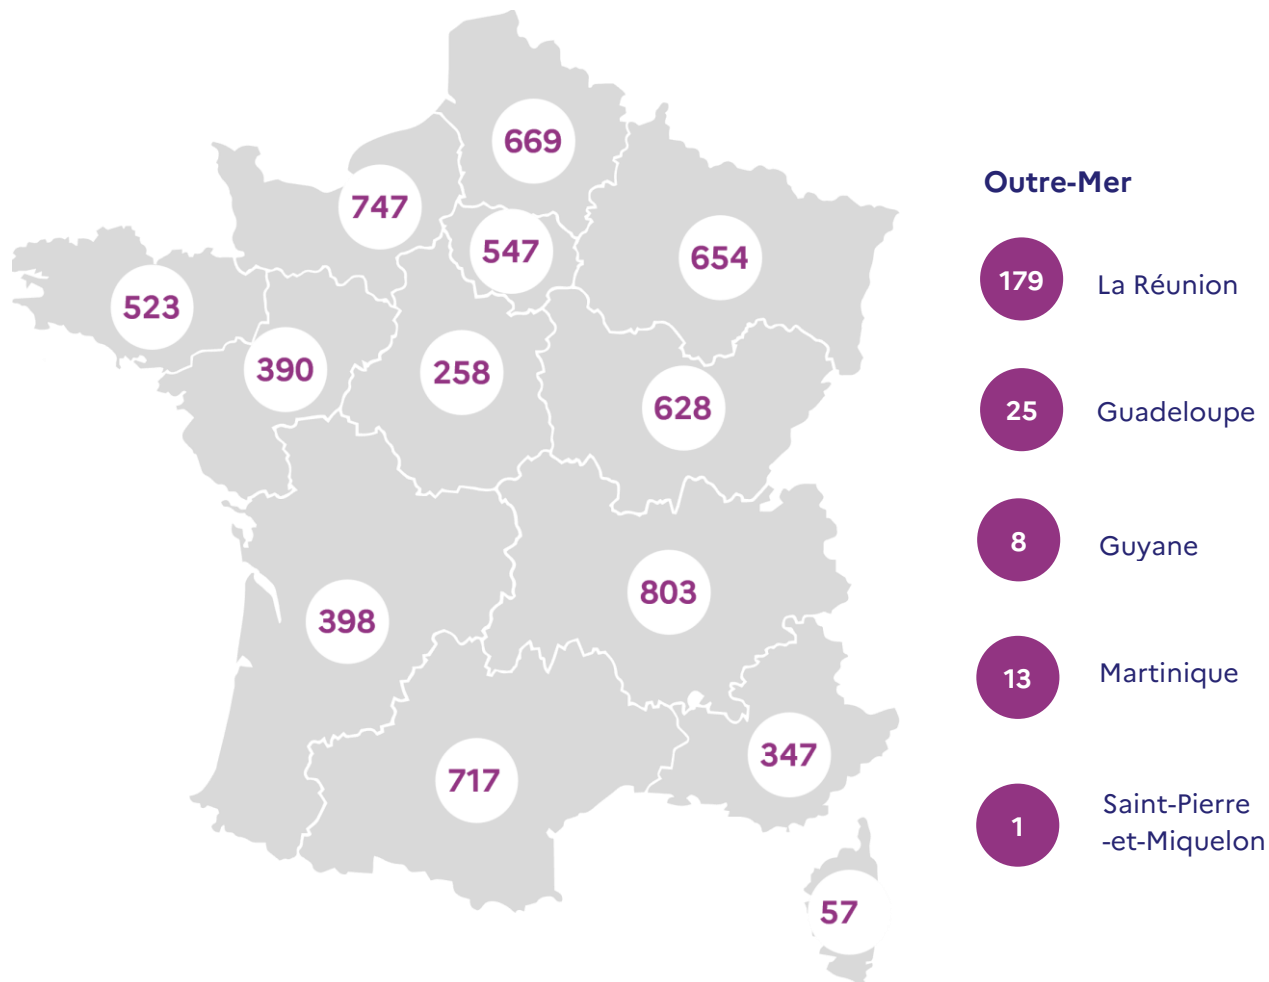 669
747
547
654
523
390
258
628
803
398
347
717
57
Outre-Mer
179 La Réunion
25 Guadeloupe
8 Guyane
13 Martinique
1 Saint-Pierre
-et-Miquelon